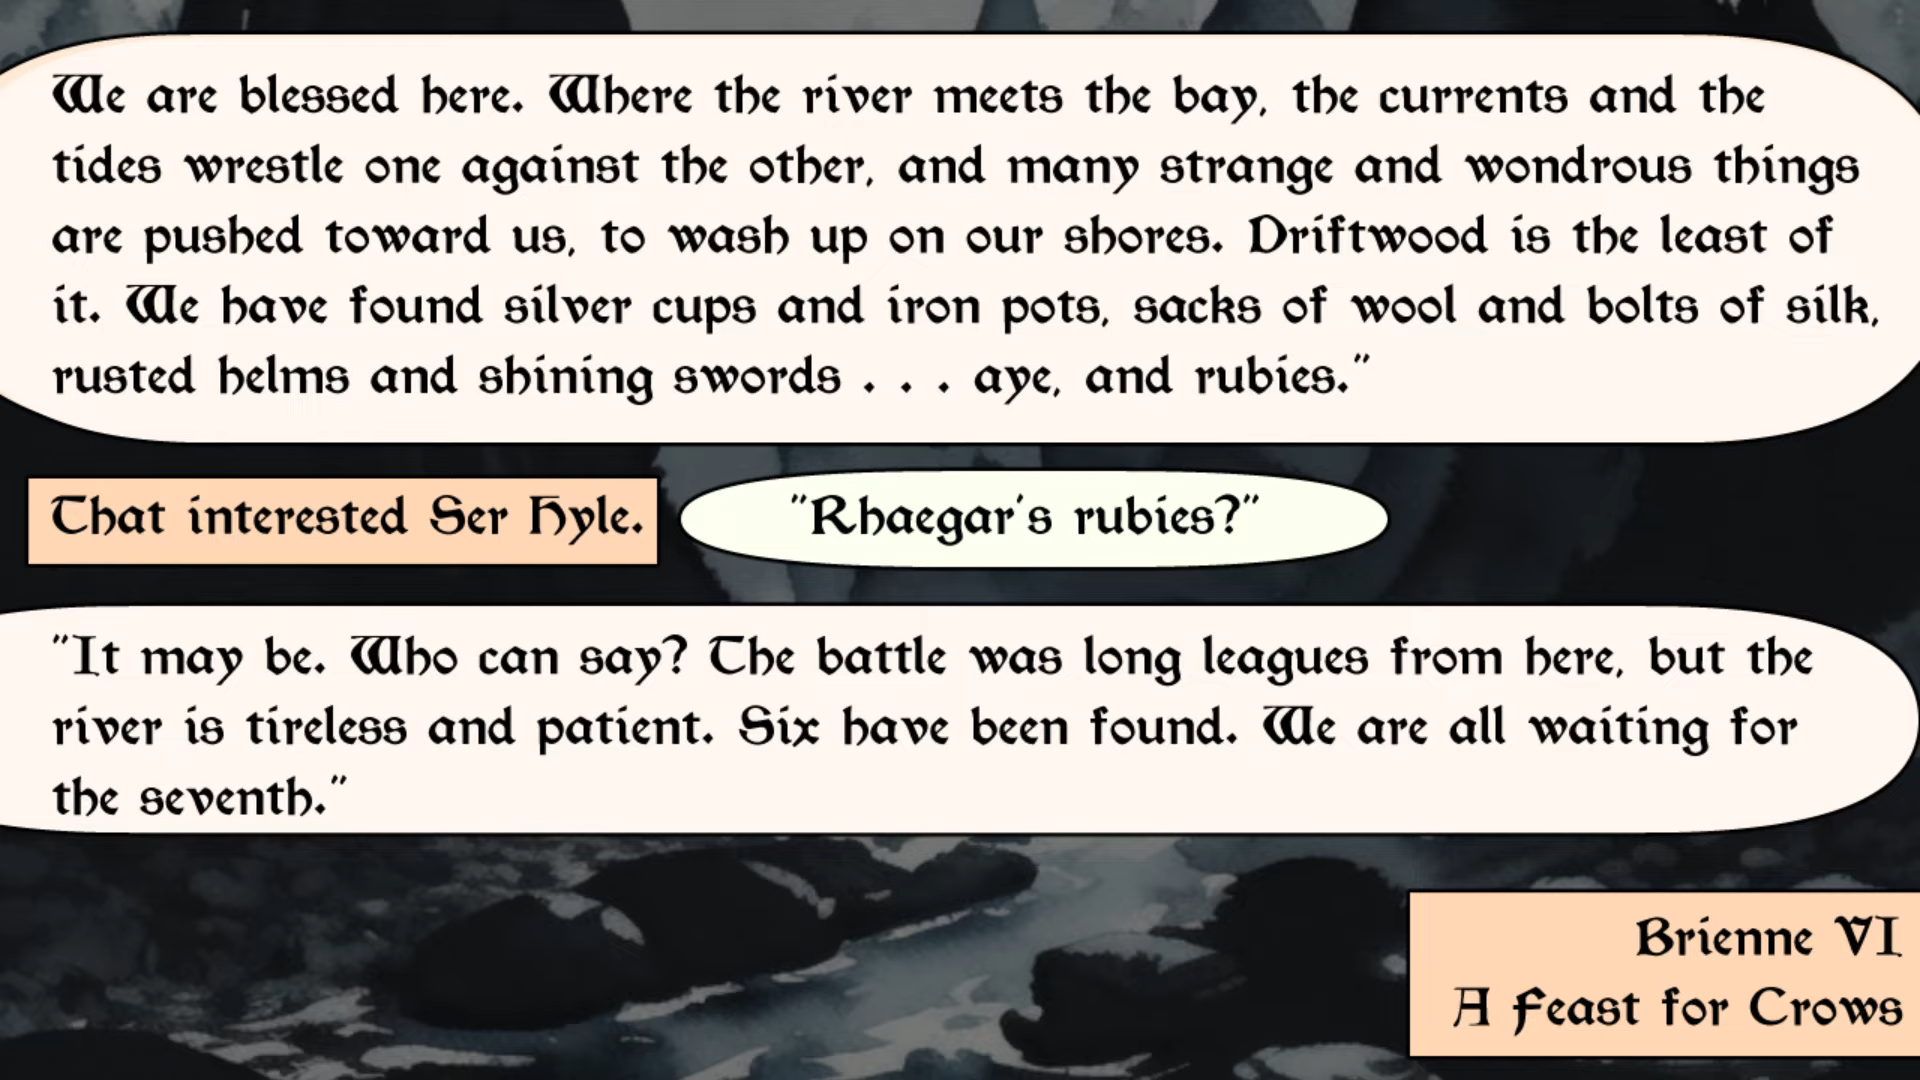 We are blessed here. Where the river meets the bay, the currents and the
tides wrestle one against the other, and many strange and wondrous things
are pushed toward us, to wash up on our shores. Driftwood is the least of
it. We have found silver cups and iron pots, sacks of wool and bolts of silk,
rusted helms and shining swords . . . aye, and rubies."
That interested Ser Hyle.
"Rhaegar's rubies?"
"It may be. Who can say? The battle was long leagues from here, but the
river is tireless and patient. Six have been found. We are all waiting for
the seventh."
Brienne VI
A Feast for Crows